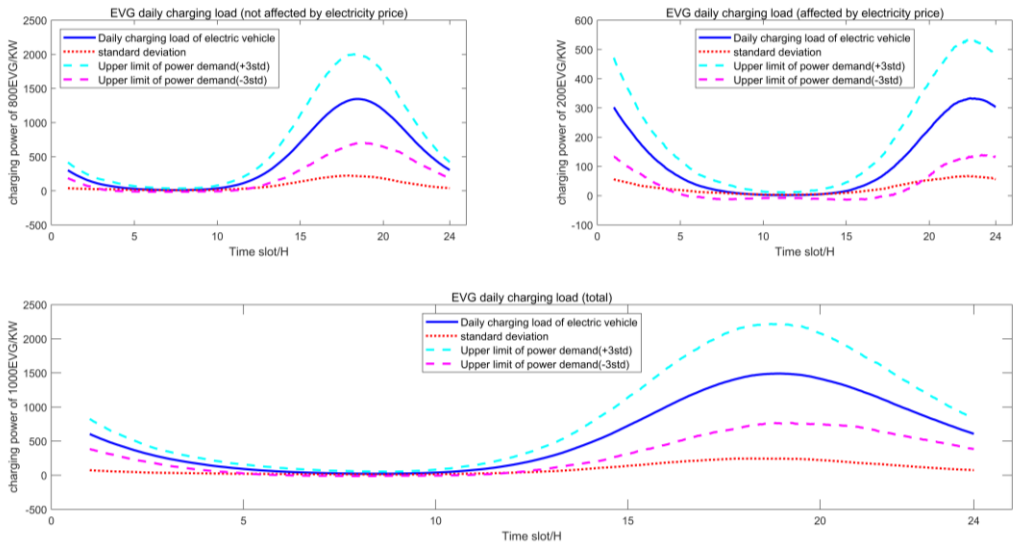 EVG daily charging load (not affected by electricity price)
charging power of 800EVG/KW
2500
2000
1500
1000
500
0
-500
Daily charging load of electric vehicle
standard deviation
Upper limit of power demand(+3std)
Upper limit of power demand(-3std)
0 5 10 15 20 24
Time slot/H
EVG daily charging load (affected by electricity price)
charging power of 200EVG/KW
600
500
400
300
200
100
0
-100
Daily charging load of electric vehicle
standard deviation
Upper limit of power demand(+3std)
Upper limit of power demand(-3std)
0 5 10 15 20 24
Time slot/H
EVG daily charging load (total)
charging power of 1000EVG/KW
2500
2000
1500
1000
500
0
-500
Daily charging load of electric vehicle
standard deviation
Upper limit of power demand(+3std)
Upper limit of power demand(-3std)
0 5 10 15 20 24
Time slot/H